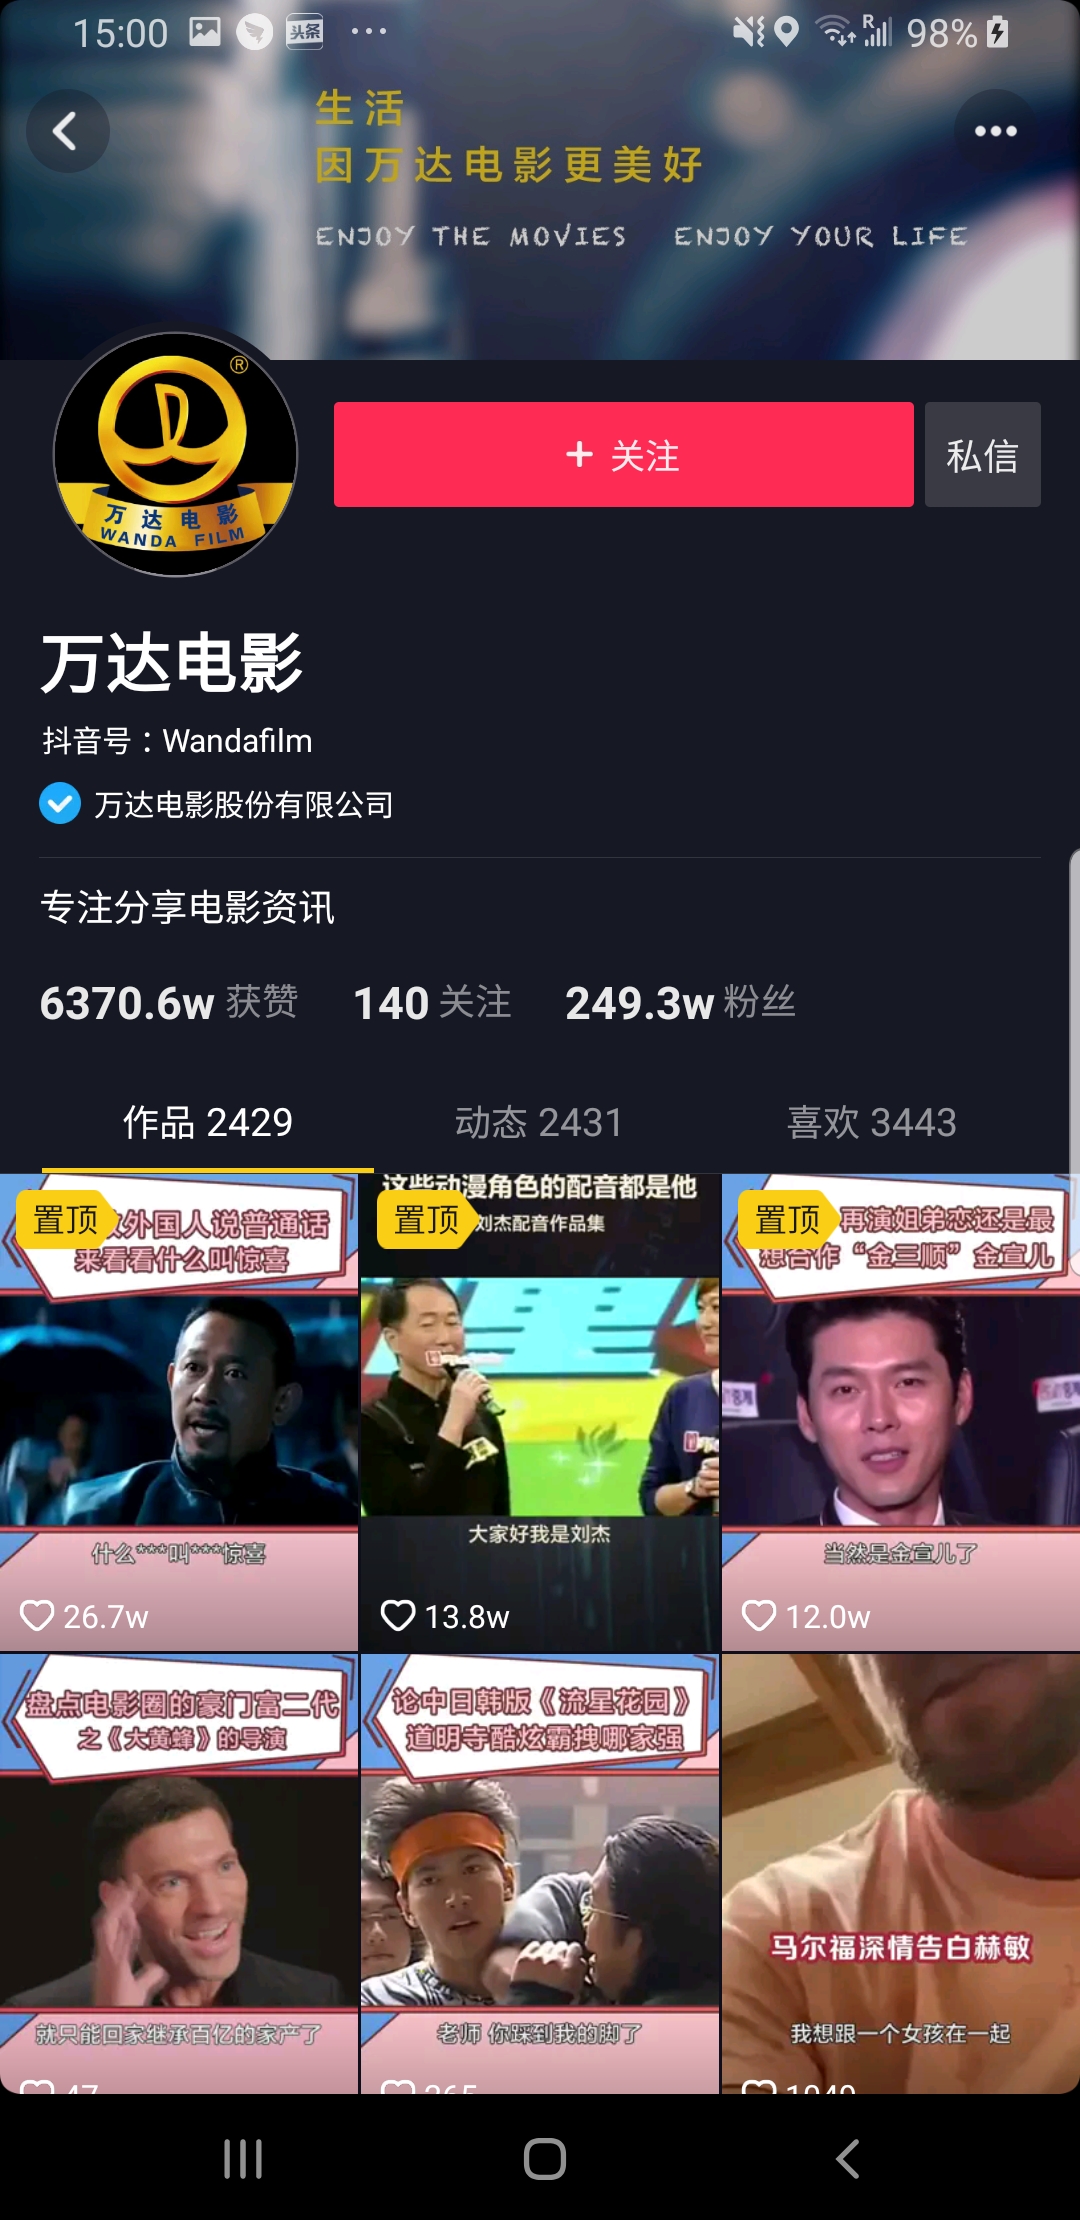 15:00 头条 98%
生活
因万达电影更美好
ENJOY THE MOVIES ENJOY YOUR LIFE
®
万达电影
WANDA FILM
+ 关注
私信
万达电影
抖音号：Wandafilm
万达电影股份有限公司
专注分享电影资讯
6370.6w 获赞 140 关注 249.3w 粉丝
作品 2429 动态 2431 喜欢 3443
置顶
外国人说普通话
来看看什么叫惊喜
什么***叫***惊喜
26.7w
这些动漫角色的配音都是他
置顶
刘杰配音作品集
大家好我是刘杰
13.8w
置顶
再演姐弟恋还是最
想合作“金三顺”金宣儿
当然是金宣儿了
12.0w
盘点电影圈的豪门富二代
之《大黄蜂》的导演
就只能回家继承百亿的家产了
47
论中日韩版《流星花园》
道明寺酷炫霸拽哪家强
老师 你踩到我的脚了
265
马尔福深情告白赫敏
我想跟一个女孩在一起
1049